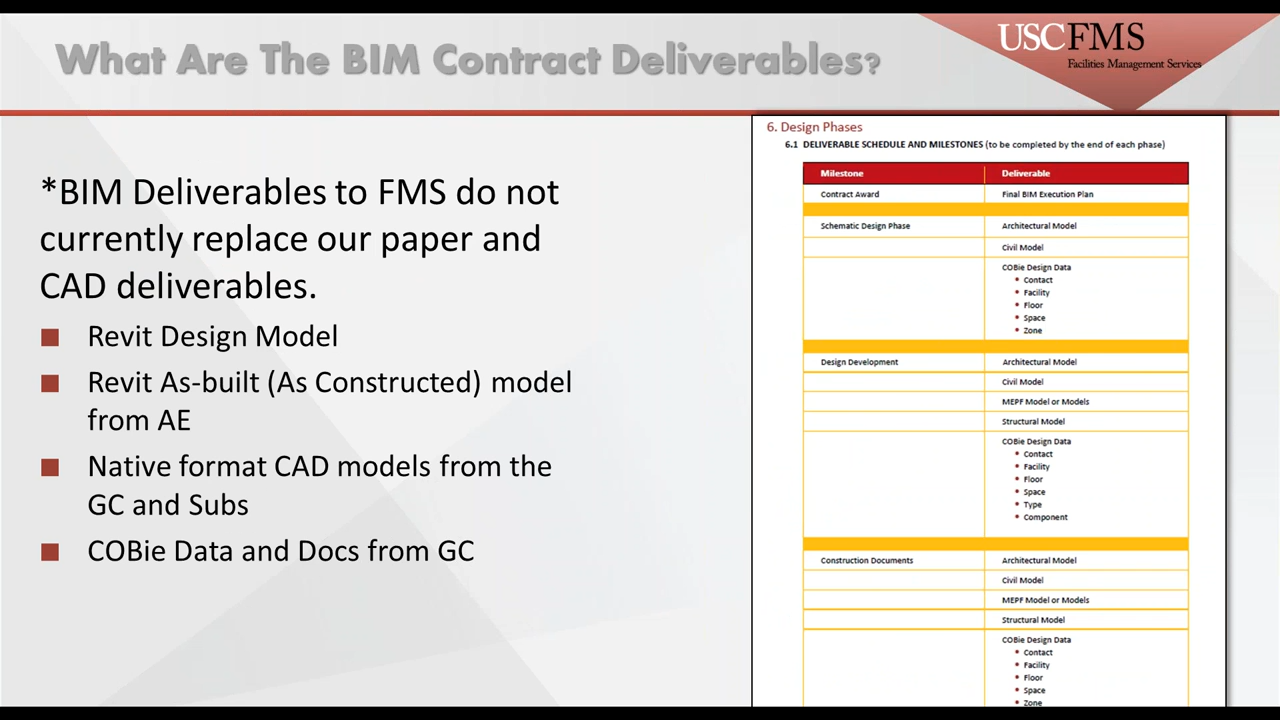 What Are The BIM Contract Deliverables?
USCFMS
Facilities Management Services
*BIM Deliverables to FMS do not
currently replace our paper and
CAD deliverables.
Revit Design Model
Revit As-built (As Constructed) model
from AE
Native format CAD models from the
GC and Subs
COBie Data and Docs from GC
6. Design Phases
6.1 DELIVERABLE SCHEDULE AND MILESTONES (to be completed by the end of each phase)
Milestone Deliverable
Contract Award Final BIM Execution Plan
Schematic Design Phase Architectural Model
Civil Model
COBie Design Data
Contact
Facility
Floor
Space
Zone
Design Development Architectural Model
Civil Model
MEPF Model or Models
Structural Model
COBie Design Data
Contact
Facility
Floor
Space
Type
Component
Construction Documents Architectural Model
Civil Model
MEPF Model or Models
Structural Model
COBie Design Data
Contact
Facility
Floor
Space
Zone